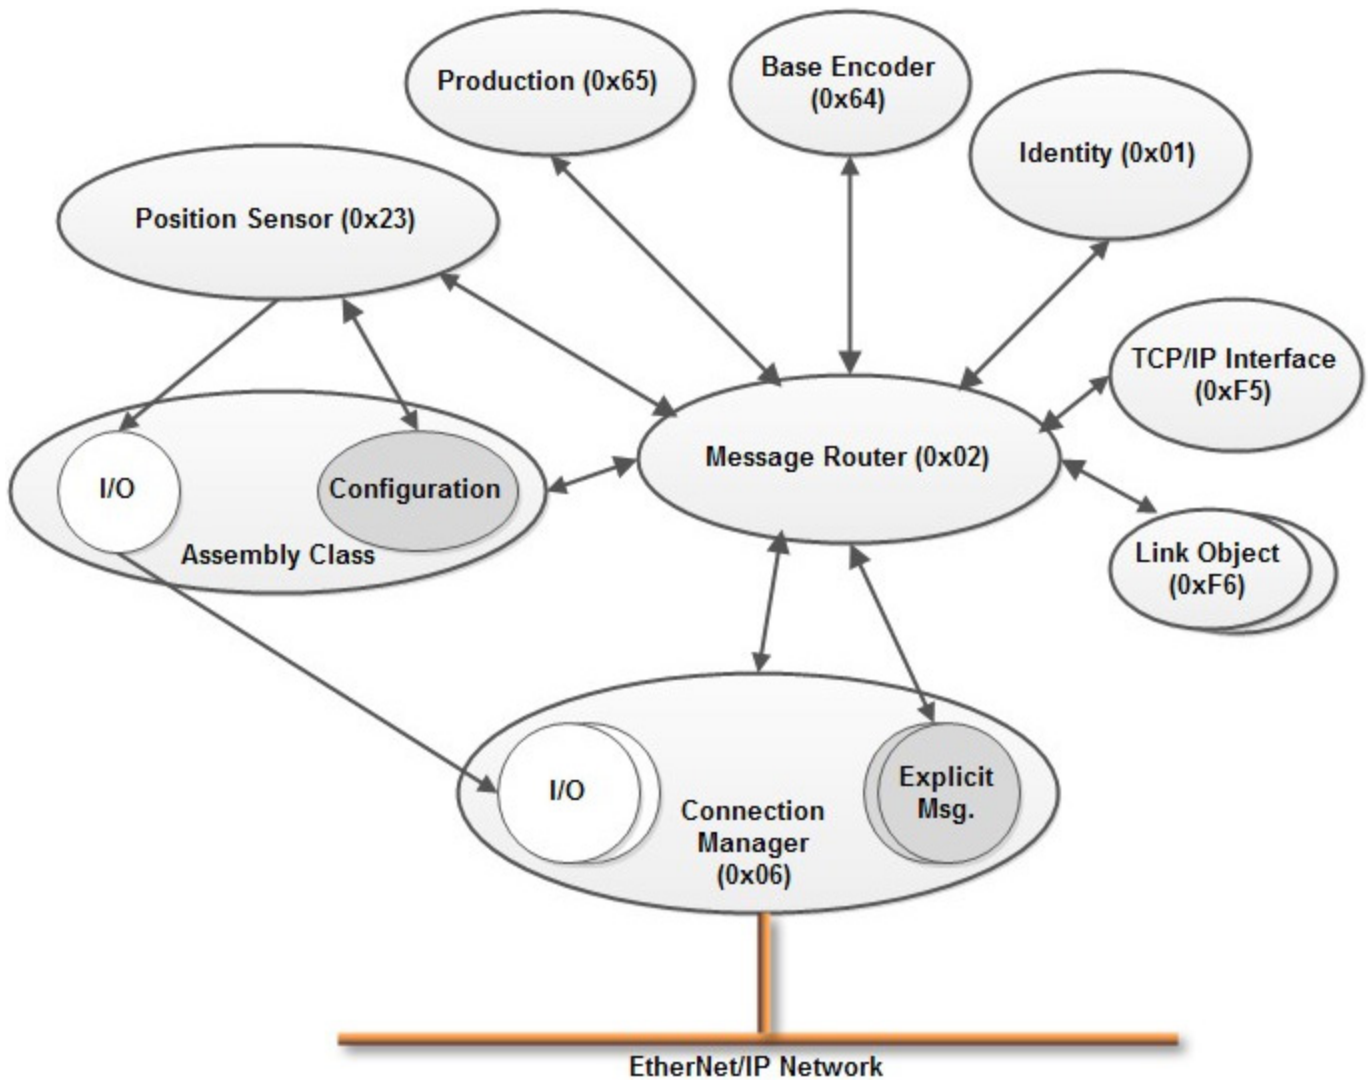 Production (0x65)
Base Encoder
(0x64)
Identity (0x01)
Position Sensor (0x23)
TCP/IP Interface
(0xF5)
Message Router (0x02)
I/O
Configuration
Assembly Class
Link Object
(0xF6)
I/O
Explicit
Msg.
Connection
Manager
(0x06)
EtherNet/IP Network